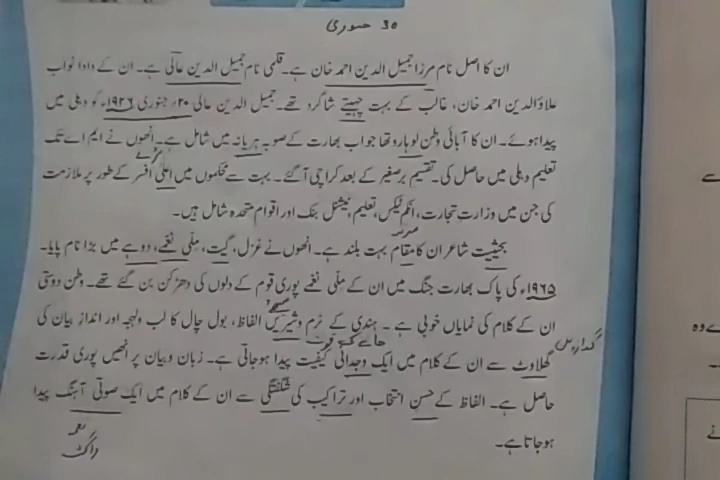 30 جنوری
ان کا اصل نام مرزا جمیل الدین احمد خان ہے۔ قلمی نام جمیل الدین عالی ہے۔ ان کے دادا نواب
علاؤ الدین احمد خان، غالب کے بہت چہیتے شاگرد تھے۔ جمیل الدین عالی ۲۰؍ جنوری ۱۹۲۶ء کو دہلی میں
پیدا ہوئے۔ ان کا آبائی وطن لوہارو تھا جو اب بھارت کے صوبہ ہریانہ میں شامل ہے۔ انھوں نے ایم اے تک
تعلیم دہلی میں حاصل کی۔ تقسیم برصغیر کے بعد کراچی آ گئے۔ بہت سے محکموں میں اعلیٰ افسر کے طور پر ملازمت
کی جن میں وزارت تجارت، انکم ٹیکس، تعلیم، نیشنل بنک اور اقوام متحدہ شامل ہیں۔
بحیثیت شاعر ان کا مقام بہت بلند ہے۔ انھوں نے غزل، گیت، ملّی نغمے، دوہے میں بڑا نام پایا۔
۱۹۶۵ء کی پاک بھارت جنگ میں ان کے ملّی نغمے پوری قوم کے دلوں کی دھڑکن بن گئے تھے۔ وطن دوستی
ان کے کلام کی نمایاں خوبی ہے ۔ ہندی کے نرم و شیریں الفاظ، بول چال کا لب ولہجہ اور انداز بیان کی
گھلاوٹ سے ان کے کلام میں ایک وجدانی کیفیت پیدا ہو جاتی ہے۔ زبان و بیان پر انھیں پوری قدرت
حاصل ہے۔ الفاظ کے حسن انتخاب اور تراکیب کی شگفتگی سے ان کے کلام میں ایک صوتی آہنگ پیدا
ہو جاتا ہے۔